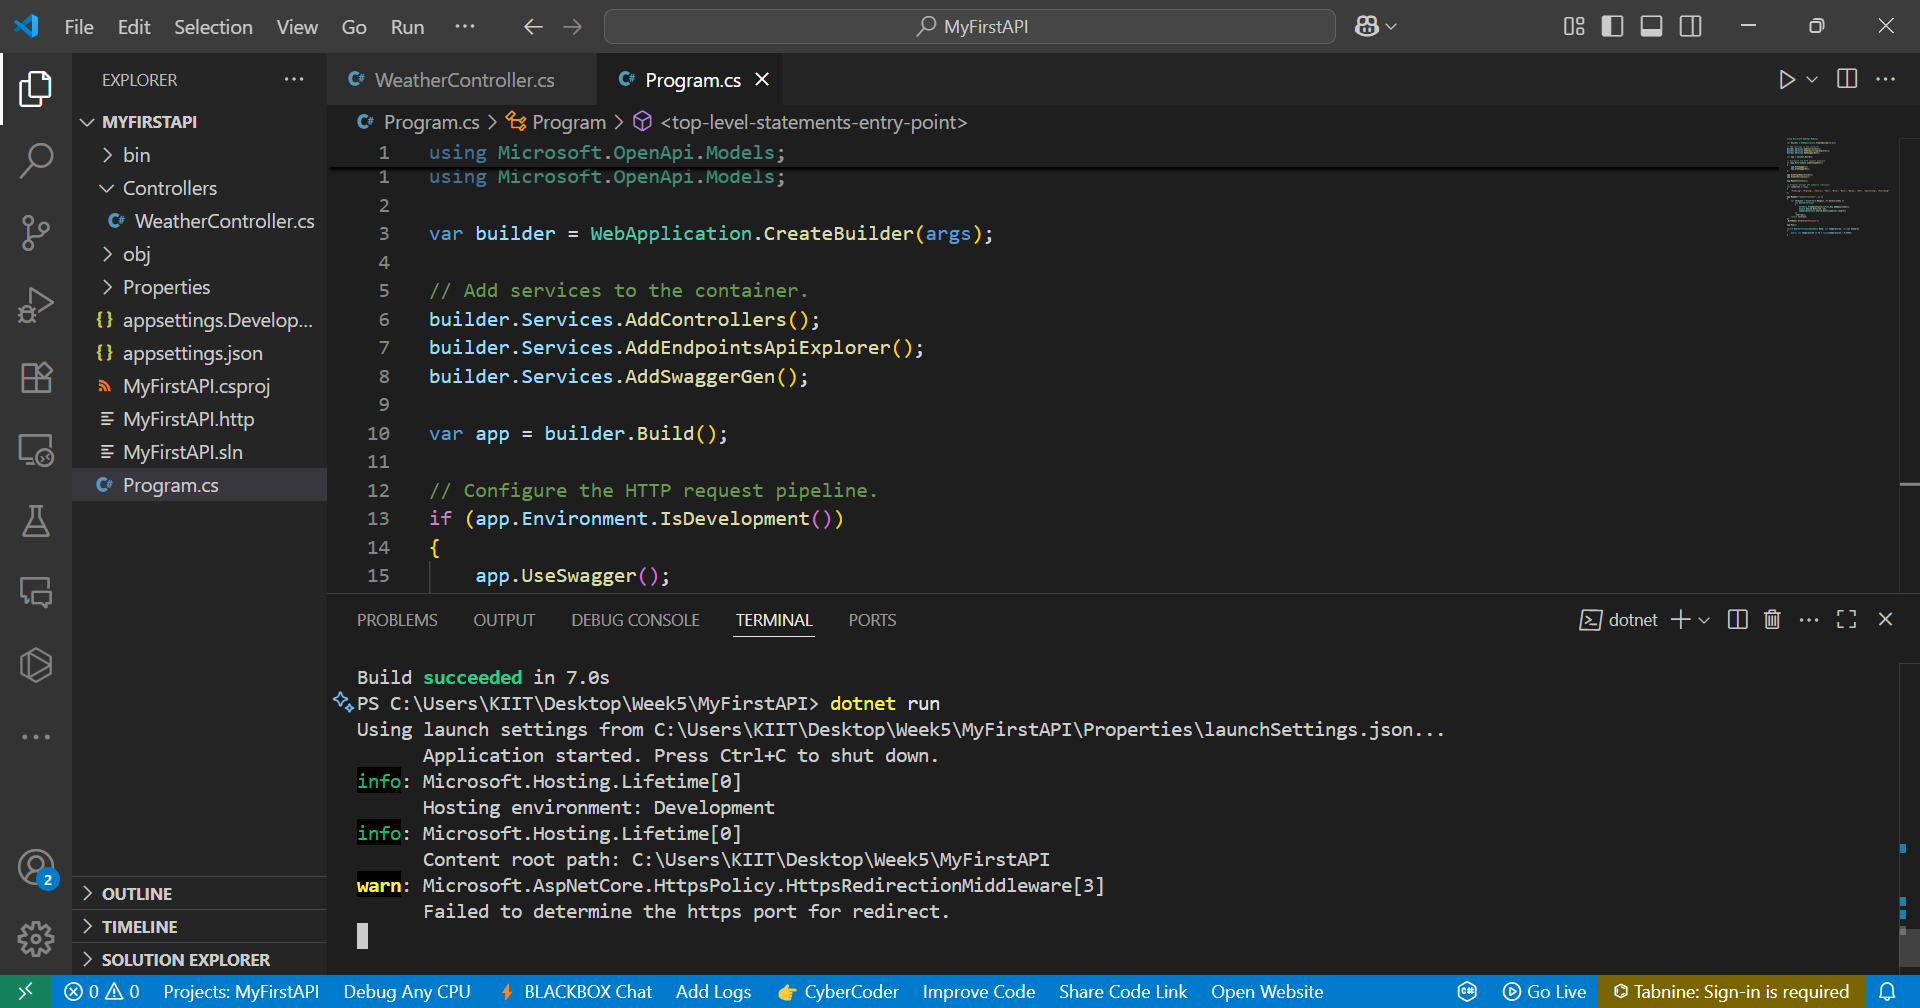 File Edit Selection View Go Run ··· MyFirstAPI
EXPLORER ···
MYFIRSTAPI
bin
Controllers
C# WeatherController.cs
obj
Properties
{} appsettings.Develop...
{} appsettings.json
MyFirstAPI.csproj
MyFirstAPI.http
MyFirstAPI.sln
C# Program.cs
OUTLINE
TIMELINE
SOLUTION EXPLORER
C# WeatherController.cs C# Program.cs
C# Program.cs > Program > <top-level-statements-entry-point>
1 using Microsoft.OpenApi.Models;
1 using Microsoft.OpenApi.Models;
2
3 var builder = WebApplication.CreateBuilder(args);
4
5 // Add services to the container.
6 builder.Services.AddControllers();
7 builder.Services.AddEndpointsApiExplorer();
8 builder.Services.AddSwaggerGen();
9
10 var app = builder.Build();
11
12 // Configure the HTTP request pipeline.
13 if (app.Environment.IsDevelopment())
14 {
15 app.UseSwagger();
PROBLEMS OUTPUT DEBUG CONSOLE TERMINAL PORTS dotnet
Build succeeded in 7.0s
PS C:\Users\KIIT\Desktop\Week5\MyFirstAPI> dotnet run
Using launch settings from C:\Users\KIIT\Desktop\Week5\MyFirstAPI\Properties\launchSettings.json...
Application started. Press Ctrl+C to shut down.
info: Microsoft.Hosting.Lifetime[0]
Hosting environment: Development
info: Microsoft.Hosting.Lifetime[0]
Content root path: C:\Users\KIIT\Desktop\Week5\MyFirstAPI
warn: Microsoft.AspNetCore.HttpsPolicy.HttpsRedirectionMiddleware[3]
Failed to determine the https port for redirect.
2
0 0 Projects: MyFirstAPI Debug Any CPU BLACKBOX Chat Add Logs CyberCoder Improve Code Share Code Link Open Website Go Live Tabnine: Sign-in is required